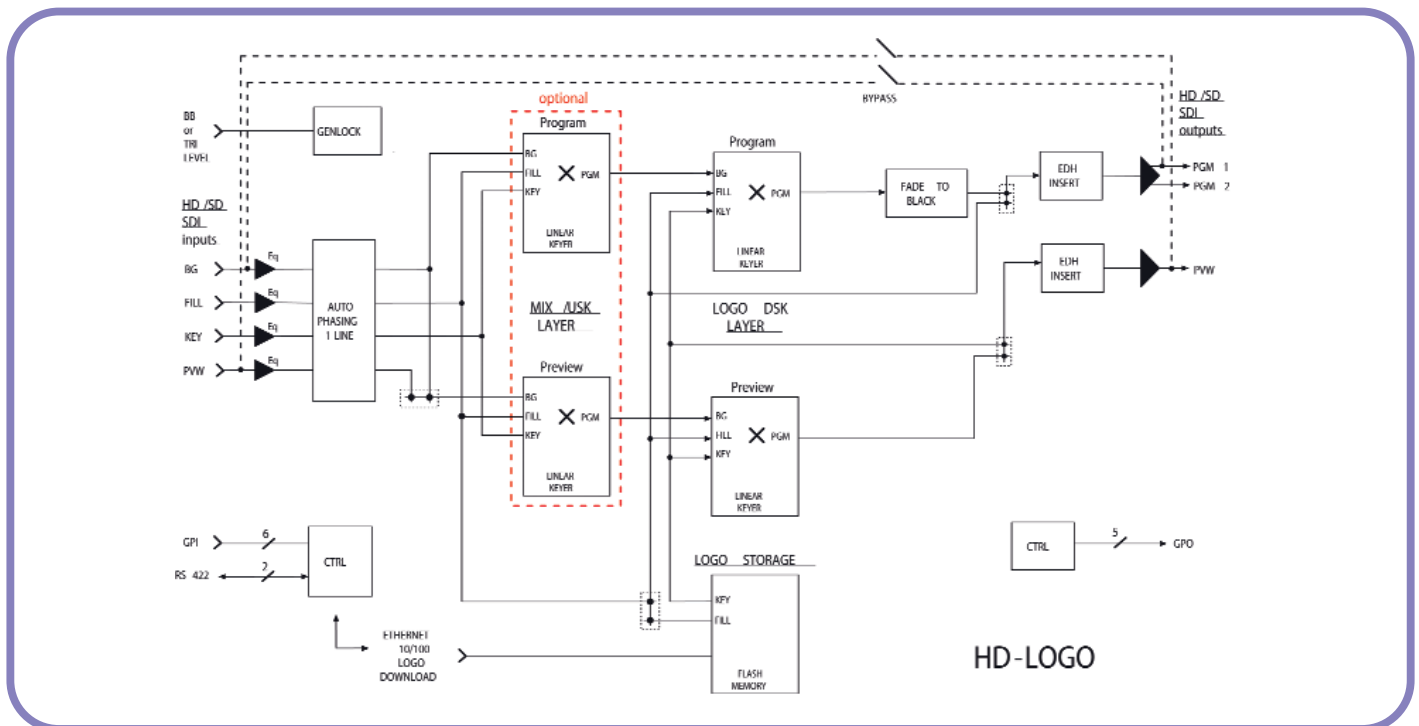 optional
BYPASS
HD /SD
SDI
outputs
BB
or
TRI
LEVEL
GENLOCK
Program
BG
FILL
KEY
PGM
LINEAR
KEYER
Program
BG
FILL
KEY
PGM
LINEAR
KEYER
FADE TO
BLACK
EDH
INSERT
PGM 1
PGM 2
HD /SD
SDI
inputs
BG
FILL
KEY
PVW
Eq
Eq
Eq
Eq
AUTO
PHASING
1 LINE
MIX /USK
LAYER
LOGO DSK
LAYER
EDH
INSERT
PVW
Preview
BG
FILL
KEY
PGM
LINEAR
KEYER
Preview
BG
FILL
KEY
PGM
LINEAR
KEYER
GPI
6
RS 422
2
CTRL
CTRL
5
GPO
LOGO STORAGE
KEY
FILL
FLASH
MEMORY
ETHERNET
10/100
LOGO
DOWNLOAD
HD-LOGO